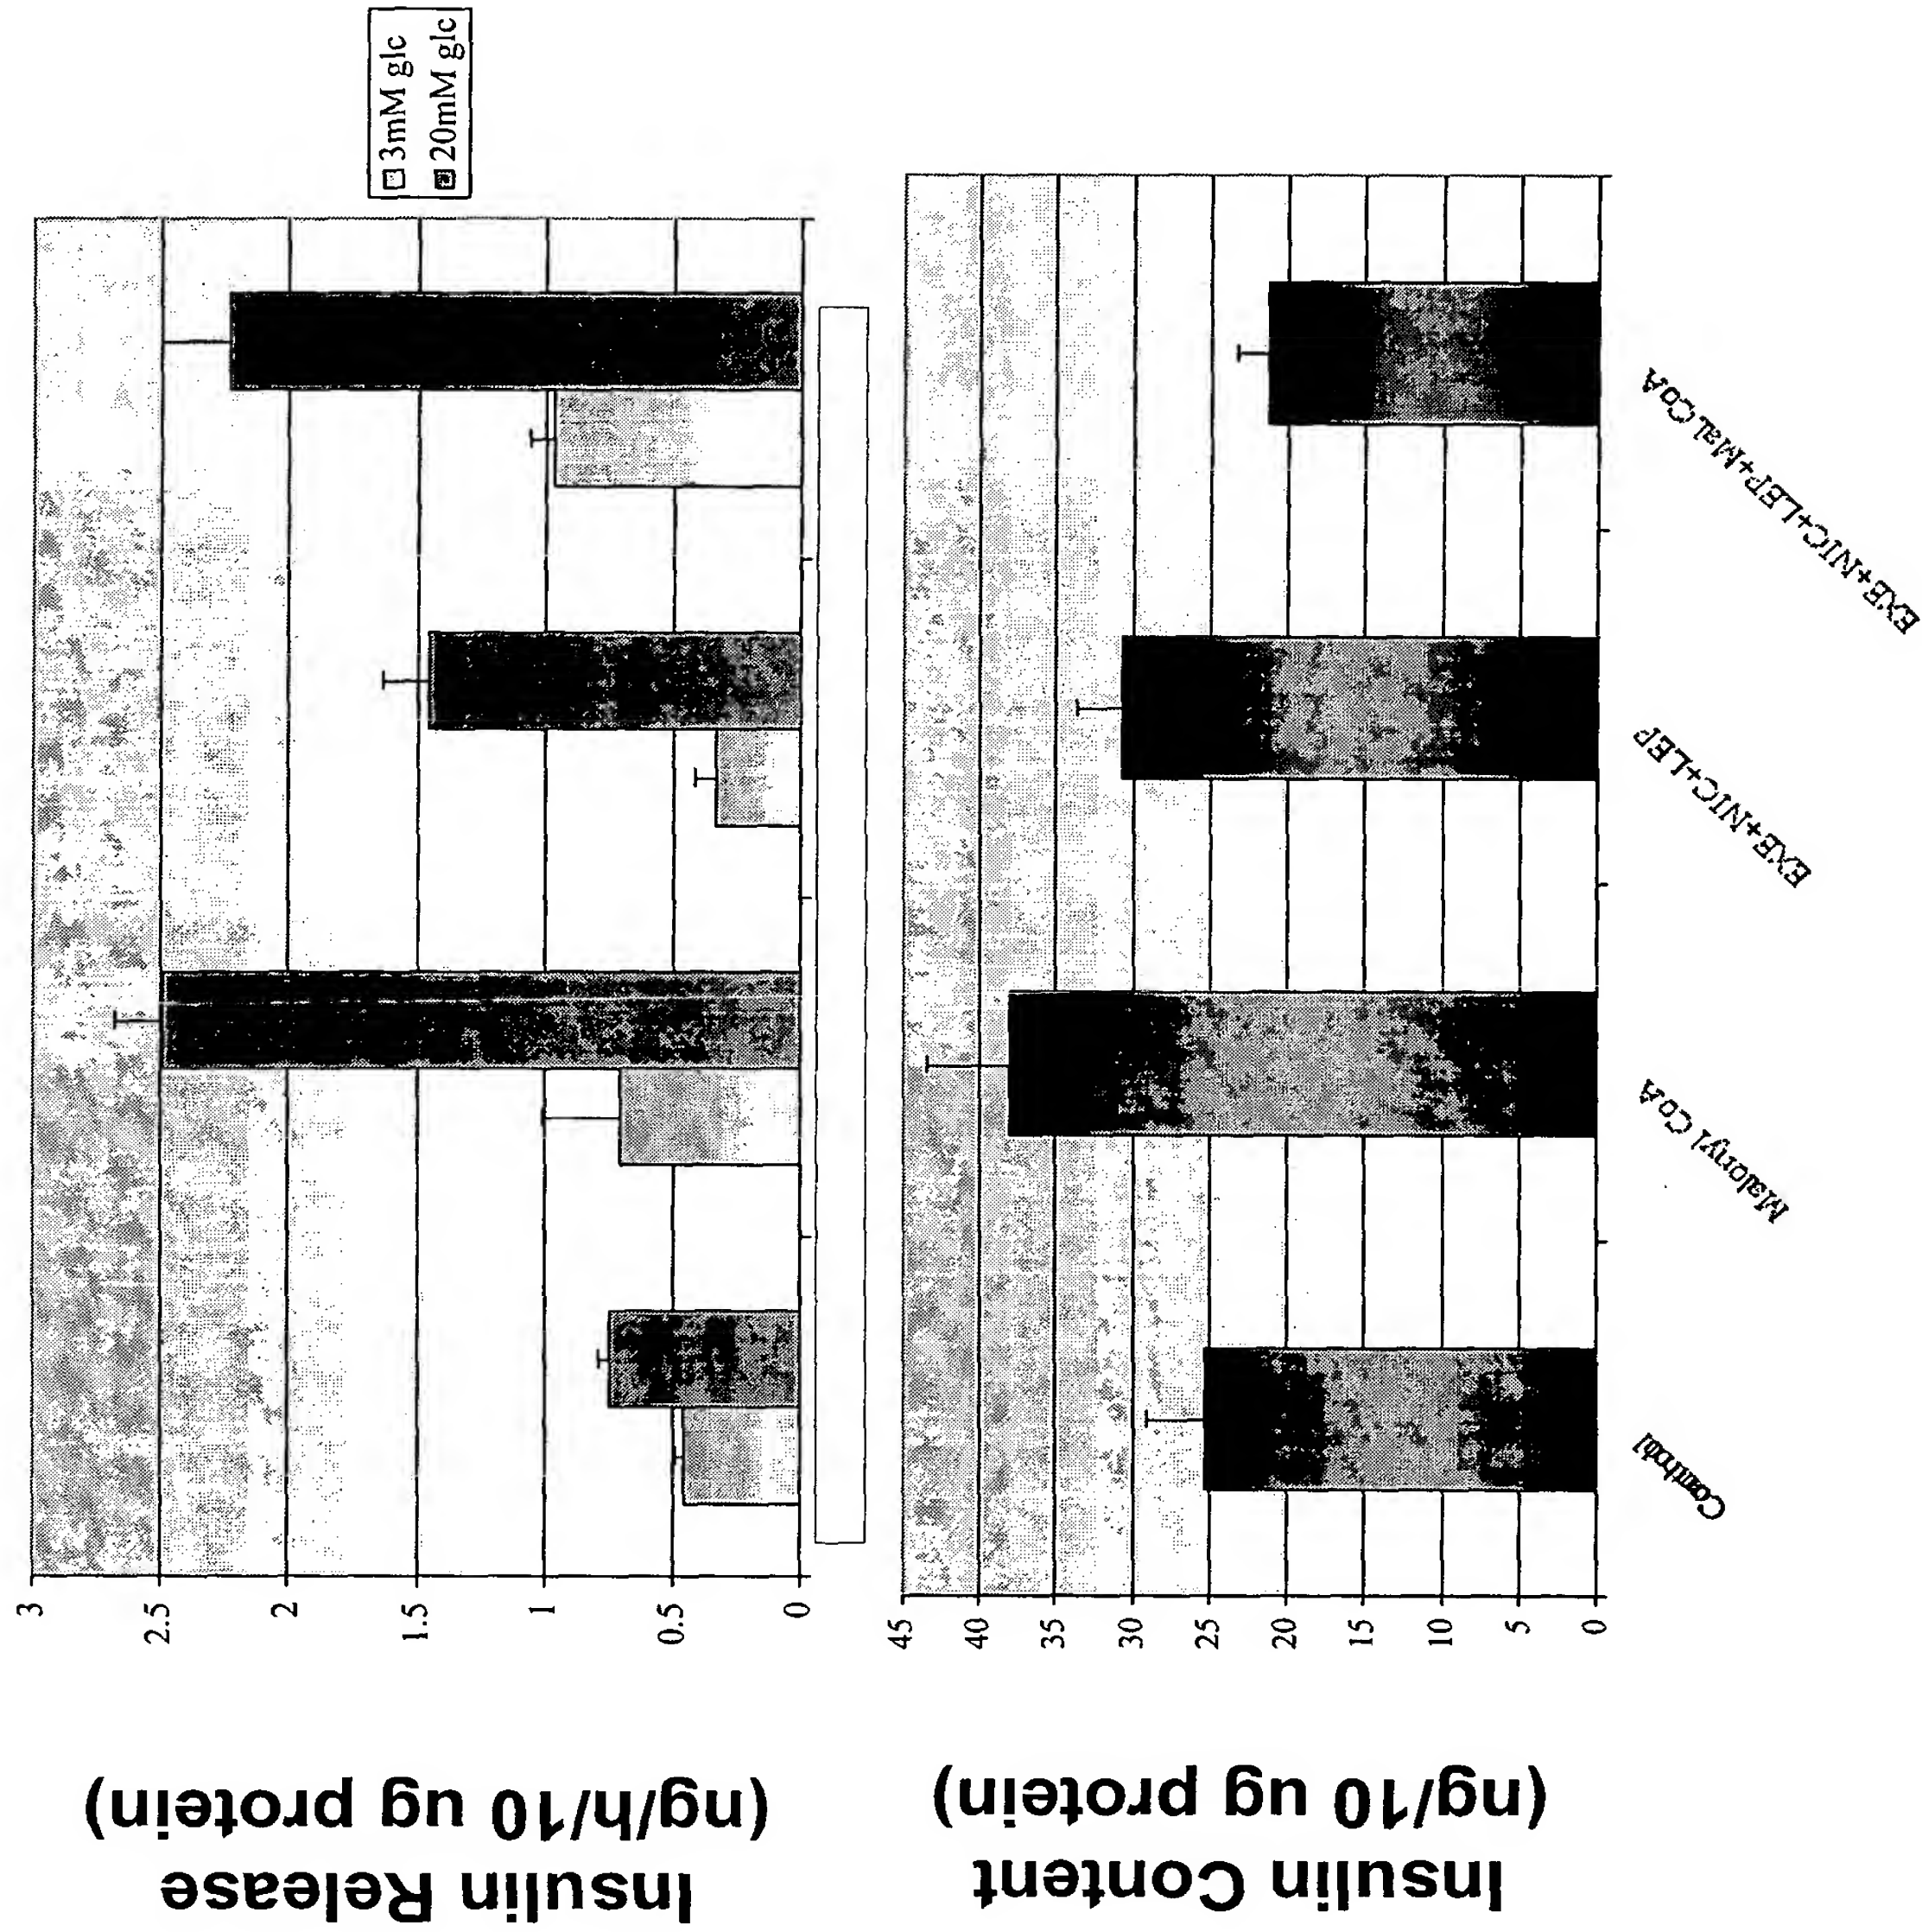 Insulin Release
(ng/h/10 ug protein)
3
2.5
2
1.5
1
0.5
0
3mM glc
20mM glc
Insulin Content
(ng/10 ug protein)
45
40
35
30
25
20
15
10
5
0
Control
Malonyl CoA
EXE+NIC+LEP
EXE+NIC+LEP+Mal.CoA